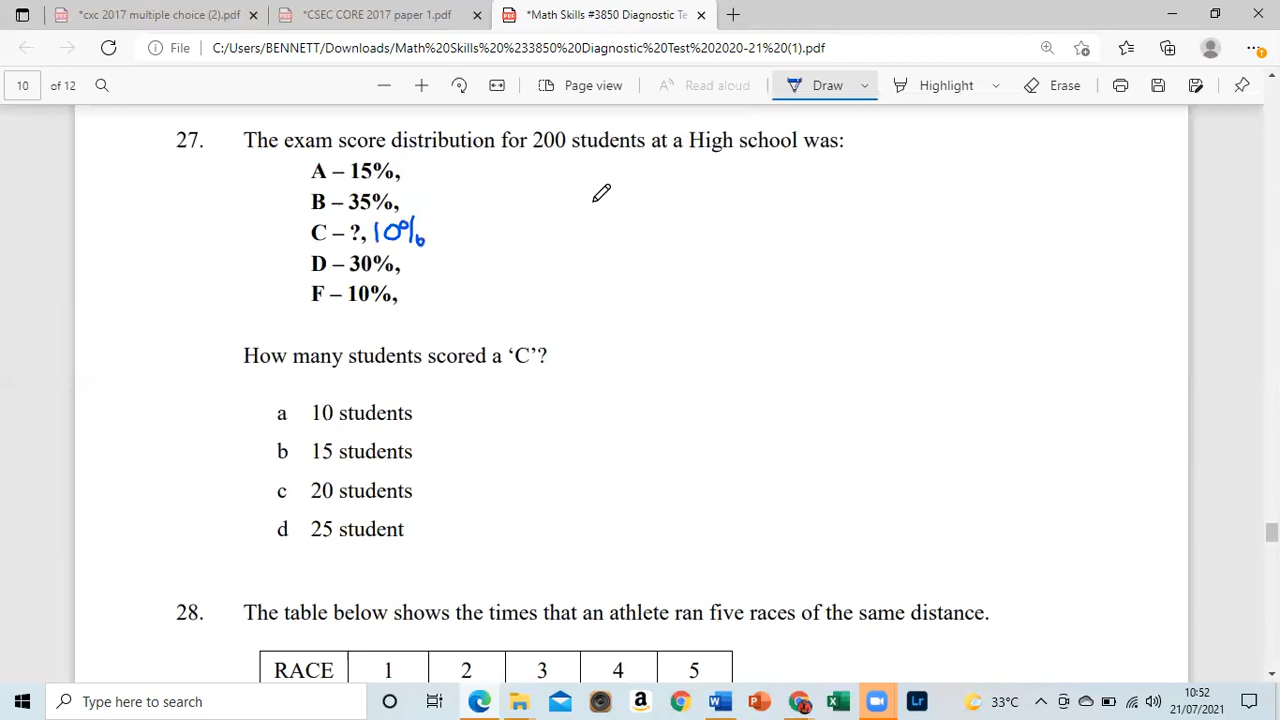 *cxc 2017 multiple choice (2).pdf
*CSEC CORE 2017 paper 1.pdf
*Math Skills #3850 Diagnostic Te
File C:/Users/BENNETT/Downloads/Math%20Skills%20%233850%20Diagnostic%20Test%202020-21%20(1).pdf
10 of 12
Page view
Read aloud
Draw
Highlight
Erase
27. The exam score distribution for 200 students at a High school was:
A – 15%,
B – 35%,
C – ?, 10%
D – 30%,
F – 10%,
How many students scored a ‘C’?
a 10 students
b 15 students
c 20 students
d 25 student
28. The table below shows the times that an athlete ran five races of the same distance.
RACE 1 2 3 4 5
Type here to search
33°C
10:52
21/07/2021